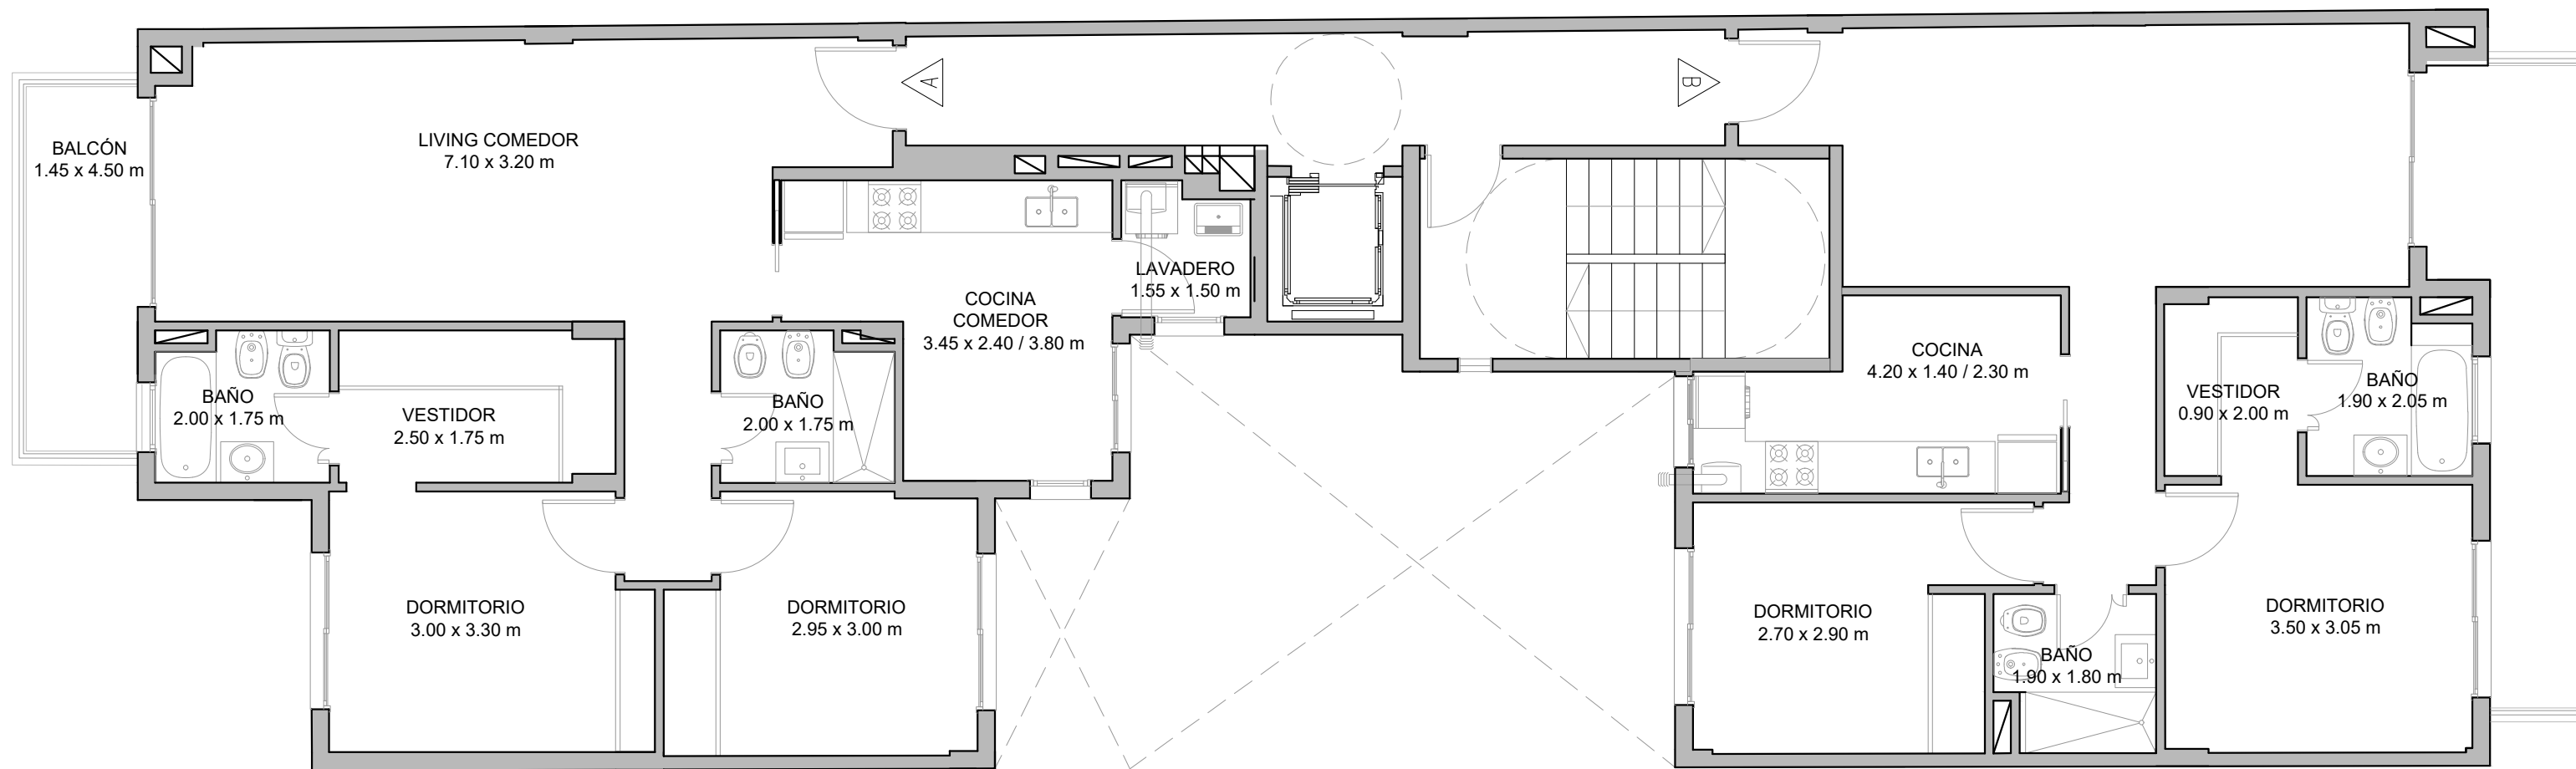 A
B
BALCÓN
1.45 x 4.50 m
LIVING COMEDOR
7.10 x 3.20 m
LAVADERO
1.55 x 1.50 m
COCINA
COMEDOR
3.45 x 2.40 / 3.80 m
COCINA
4.20 x 1.40 / 2.30 m
BAÑO
2.00 x 1.75 m
VESTIDOR
2.50 x 1.75 m
BAÑO
2.00 x 1.75 m
VESTIDOR
0.90 x 2.00 m
BAÑO
1.90 x 2.05 m
DORMITORIO
3.00 x 3.30 m
DORMITORIO
2.95 x 3.00 m
DORMITORIO
2.70 x 2.90 m
BAÑO
1.90 x 1.80 m
DORMITORIO
3.50 x 3.05 m